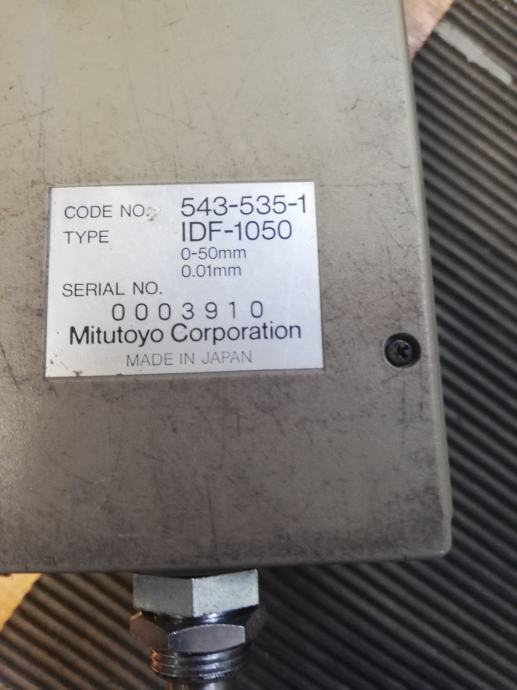 CODE NO. 543-535-1
TYPE IDF-1050
0-50mm
0.01mm
SERIAL NO.
0003910
Mitutoyo Corporation
MADE IN JAPAN